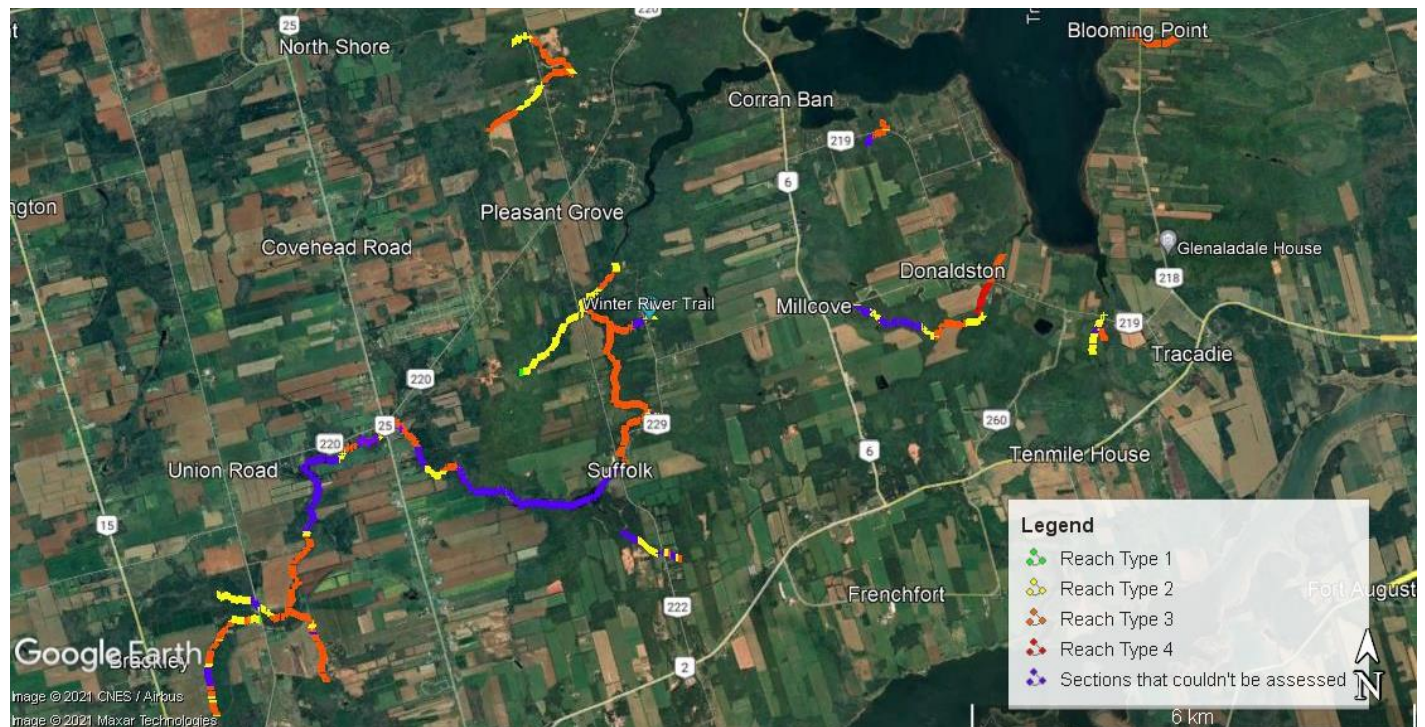 220
25
North Shore
Blooming Point
Corran Ban
219
6
Pleasant Grove
Covehead Road
Glenaladale House
218
Donaldston
Winter River Trail
Millcove
219
Tracadie
220
25
229
260
220
Union Road
Suffolk
6
Tenmile House
15
Legend
Reach Type 1
Reach Type 2
Reach Type 3
Reach Type 4
Sections that couldn't be assessed
Frenchfort
222
Fort August
2
Google Earth
Brackley
N
Image © 2021 CNES / Airbus
Image © 2021 Maxar Technologies
6 km